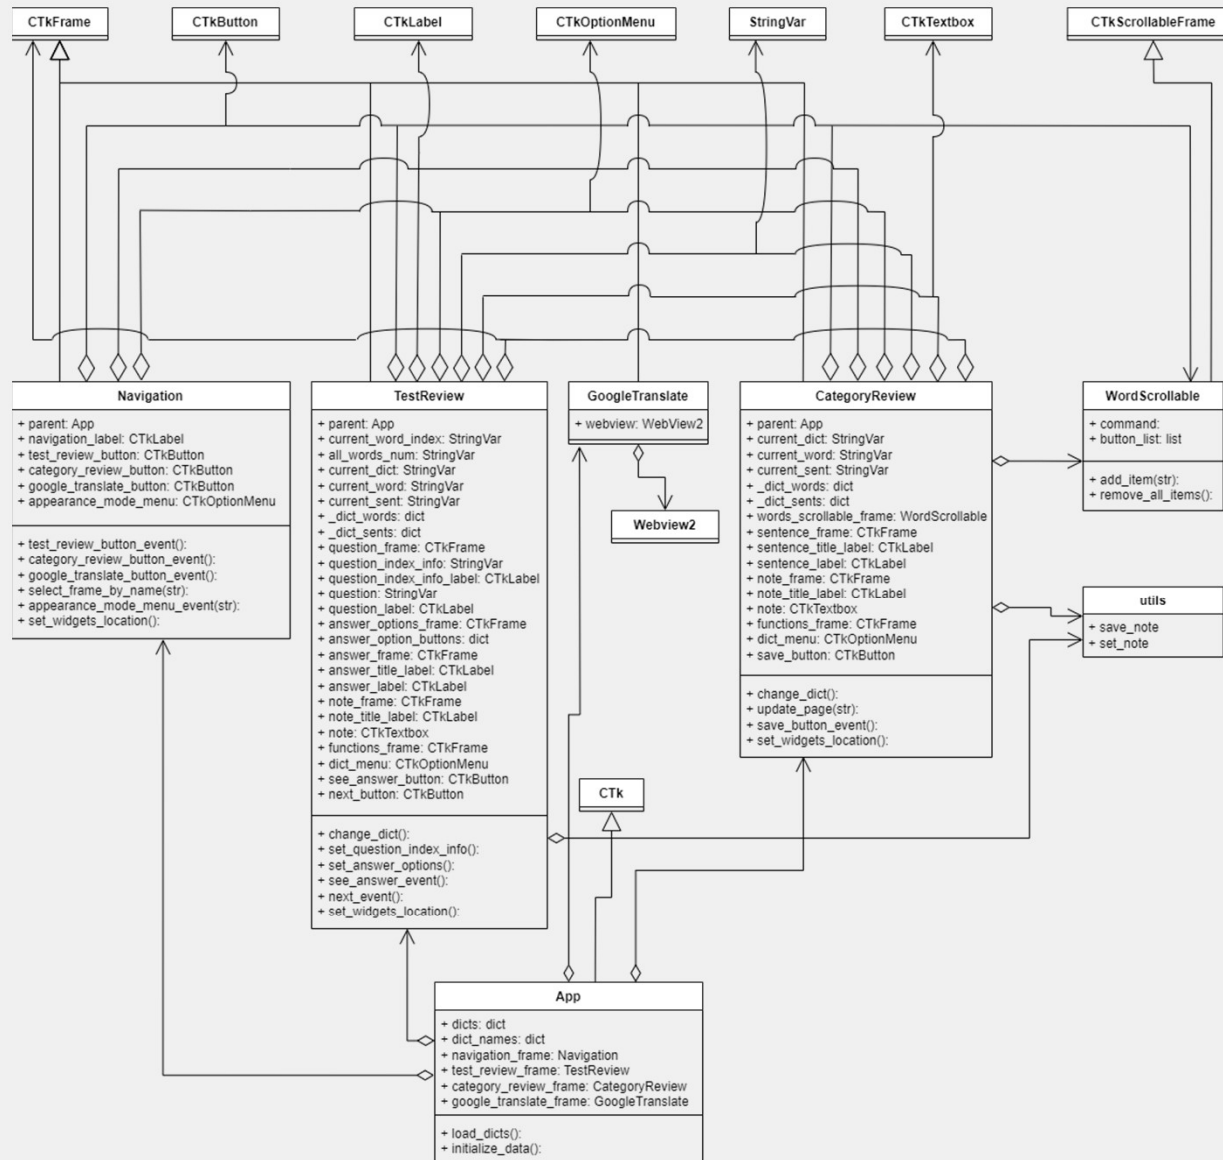 CTkFrame
CTkButton
CTkLabel
CTkOptionMenu
StringVar
CTkTextbox
CTkScrollableFrame
Navigation
+ parent: App
+ navigation_label: CTkLabel
+ test_review_button: CTkButton
+ category_review_button: CTkButton
+ google_translate_button: CTkButton
+ appearance_mode_menu: CTkOptionMenu
+ test_review_button_event():
+ category_review_button_event():
+ google_translate_button_event():
+ select_frame_by_name(str):
+ appearance_mode_menu_event(str):
+ set_widgets_location():
TestReview
+ parent: App
+ current_word_index: StringVar
+ all_words_num: StringVar
+ current_dict: StringVar
+ current_word: StringVar
+ current_sent: StringVar
+ _dict_words: dict
+ _dict_sents: dict
+ question_frame: CTkFrame
+ question_index_info: StringVar
+ question_index_info_label: CTkLabel
+ question: StringVar
+ question_label: CTkLabel
+ answer_options_frame: CTkFrame
+ answer_option_buttons: dict
+ answer_frame: CTkFrame
+ answer_title_label: CTkLabel
+ answer_label: CTkLabel
+ note_frame: CTkFrame
+ note_title_label: CTkLabel
+ note: CTkTextbox
+ functions_frame: CTkFrame
+ dict_menu: CTkOptionMenu
+ see_answer_button: CTkButton
+ next_button: CTkButton
+ change_dict():
+ set_question_index_info():
+ set_answer_options():
+ see_answer_event():
+ next_event():
+ set_widgets_location():
GoogleTranslate
+ webview: WebView2
Webview2
CategoryReview
+ parent: App
+ current_dict: StringVar
+ current_word: StringVar
+ current_sent: StringVar
+ _dict_words: dict
+ _dict_sents: dict
+ words_scrollable_frame: WordScrollable
+ sentence_frame: CTkFrame
+ sentence_title_label: CTkLabel
+ sentence_label: CTkLabel
+ note_frame: CTkFrame
+ note_title_label: CTkLabel
+ note: CTkTextbox
+ functions_frame: CTkFrame
+ dict_menu: CTkOptionMenu
+ save_button: CTkButton
+ change_dict():
+ update_page(str):
+ save_button_event():
+ set_widgets_location():
WordScrollable
+ command:
+ button_list: list
+ add_item(str):
+ remove_all_items():
utils
+ save_note
+ set_note
CTk
App
+ dicts: dict
+ dict_names: dict
+ navigation_frame: Navigation
+ test_review_frame: TestReview
+ category_review_frame: CategoryReview
+ google_translate_frame: GoogleTranslate
+ load_dicts():
+ initialize_data():